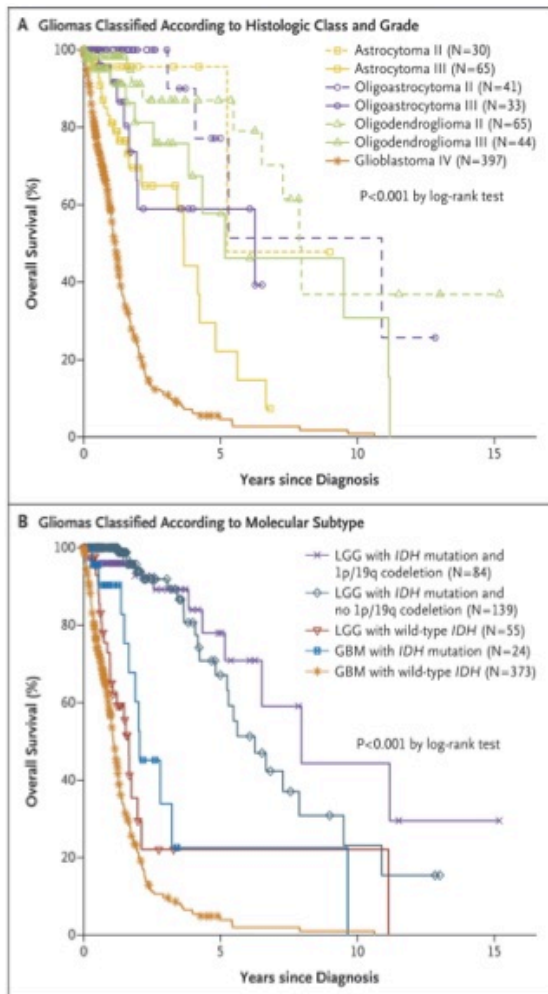 A Gliomas Classified According to Histologic Class and Grade
100
80
60
40
20
0
Overall Survival (%)
Astrocytoma II (N=30)
Astrocytoma III (N=65)
Oligoastrocytoma II (N=41)
Oligoastrocytoma III (N=33)
Oligodendroglioma II (N=65)
Oligodendroglioma III (N=44)
Glioblastoma IV (N=397)
P<0.001 by log-rank test
0 5 10 15
Years since Diagnosis
B Gliomas Classified According to Molecular Subtype
100
80
60
40
20
0
Overall Survival (%)
LGG with IDH mutation and
1p/19q codeletion (N=84)
LGG with IDH mutation and
no 1p/19q codeletion (N=139)
LGG with wild-type IDH (N=55)
GBM with IDH mutation (N=24)
GBM with wild-type IDH (N=373)
P<0.001 by log-rank test
0 5 10 15
Years since Diagnosis